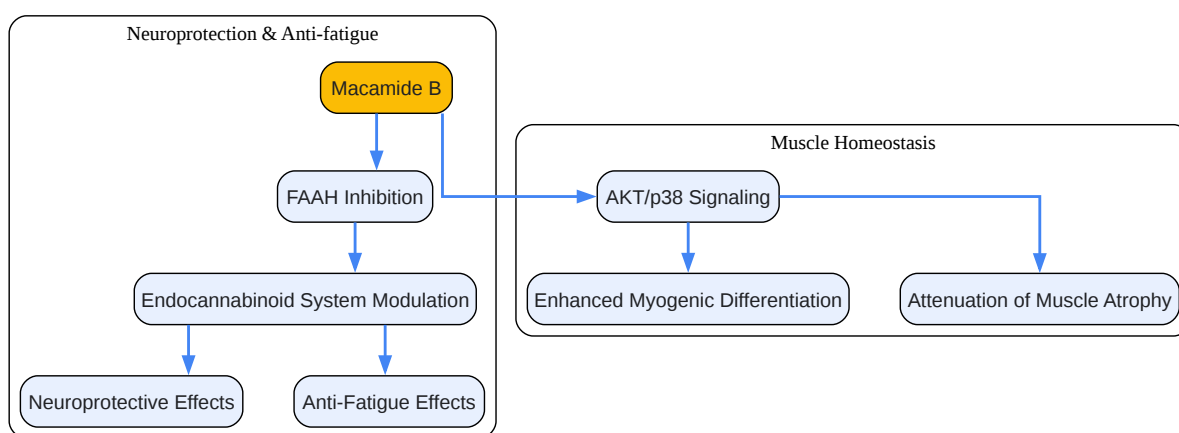 Neuroprotection & Anti-fatigue
Macamide B
FAAH Inhibition
Endocannabinoid System Modulation
Neuroprotective Effects
Anti-Fatigue Effects
Muscle Homeostasis
AKT/p38 Signaling
Enhanced Myogenic Differentiation
Attenuation of Muscle Atrophy